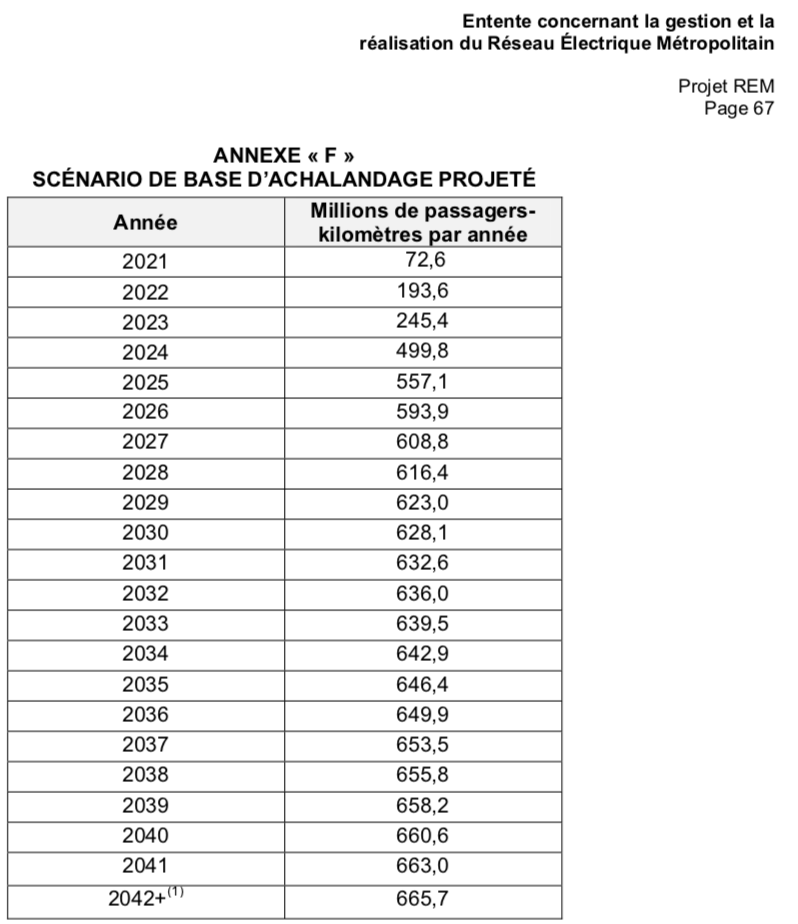 Entente concernant la gestion et la
réalisation du Réseau Électrique Métropolitain
Projet REM
Page 67
ANNEXE « F »
SCÉNARIO DE BASE D’ACHALANDAGE PROJETÉ
Année Millions de passagers-
kilomètres par année
2021 72,6
2022 193,6
2023 245,4
2024 499,8
2025 557,1
2026 593,9
2027 608,8
2028 616,4
2029 623,0
2030 628,1
2031 632,6
2032 636,0
2033 639,5
2034 642,9
2035 646,4
2036 649,9
2037 653,5
2038 655,8
2039 658,2
2040 660,6
2041 663,0
2042+(1) 665,7